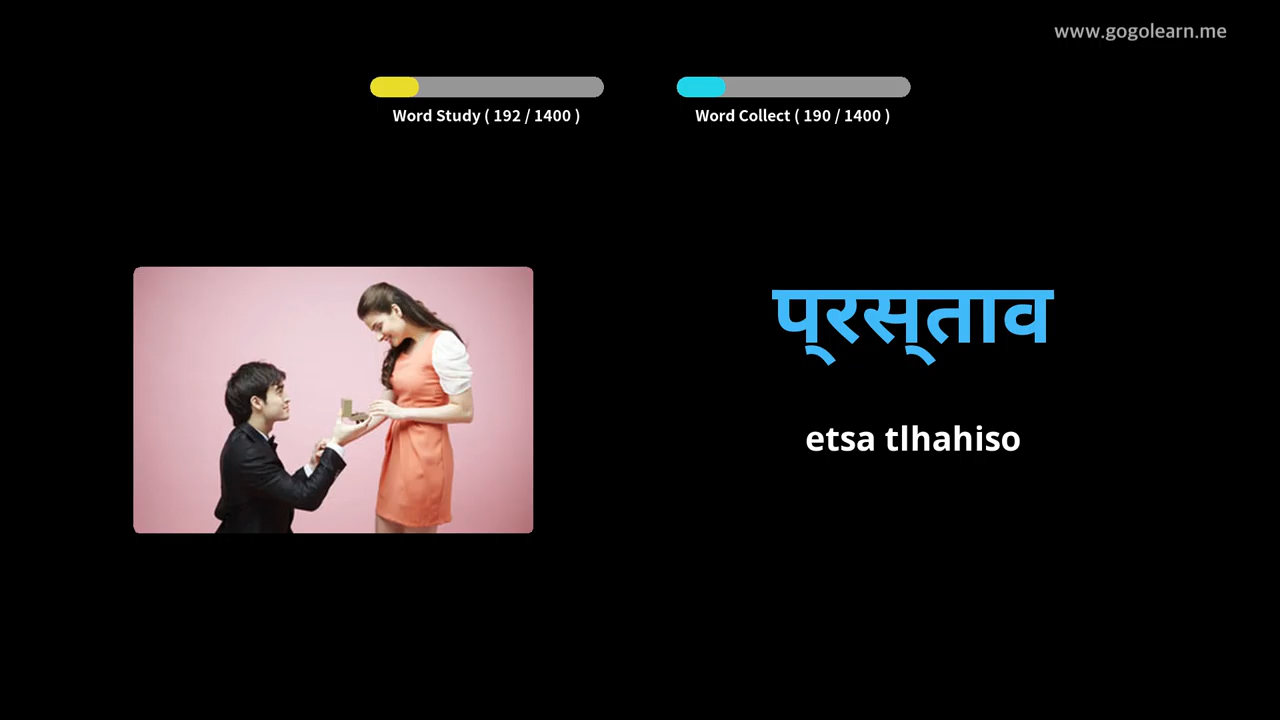 www.gogolearn.me
Word Study ( 192 / 1400 )
Word Collect ( 190 / 1400 )
प्रस्ताव
etsa tlhahiso